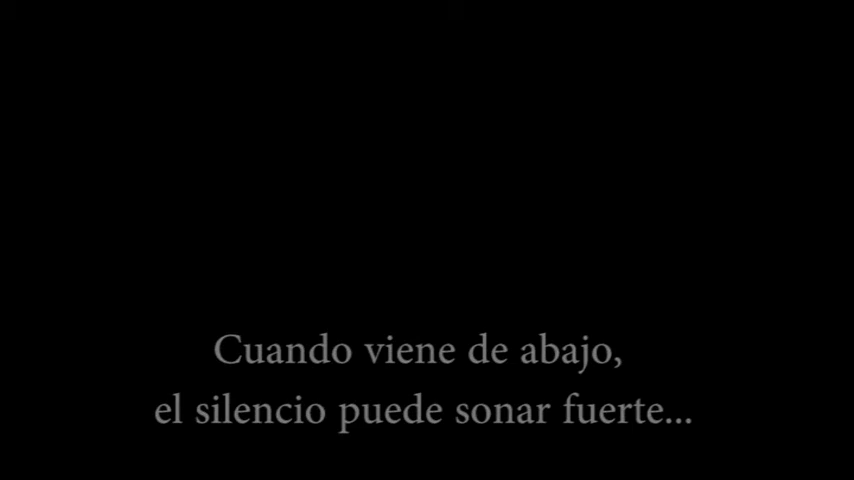 Cuando viene de abajo,
el silencio puede sonar fuerte...